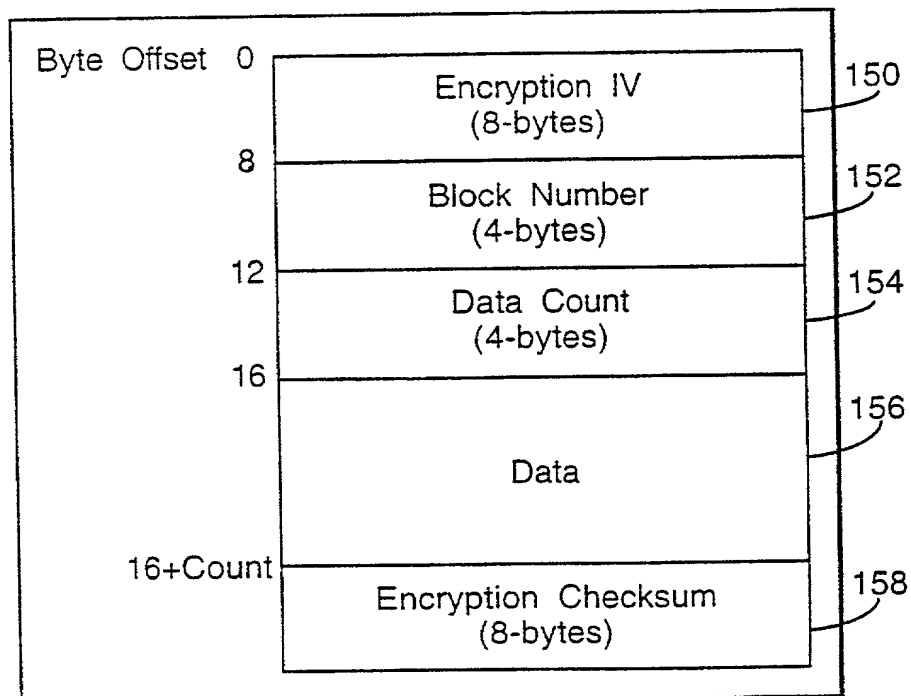 Byte Offset 0
Encryption IV
(8-bytes)
150
8
Block Number
(4-bytes)
152
12
Data Count
(4-bytes)
154
16
Data
156
16+Count
Encryption Checksum
(8-bytes)
158